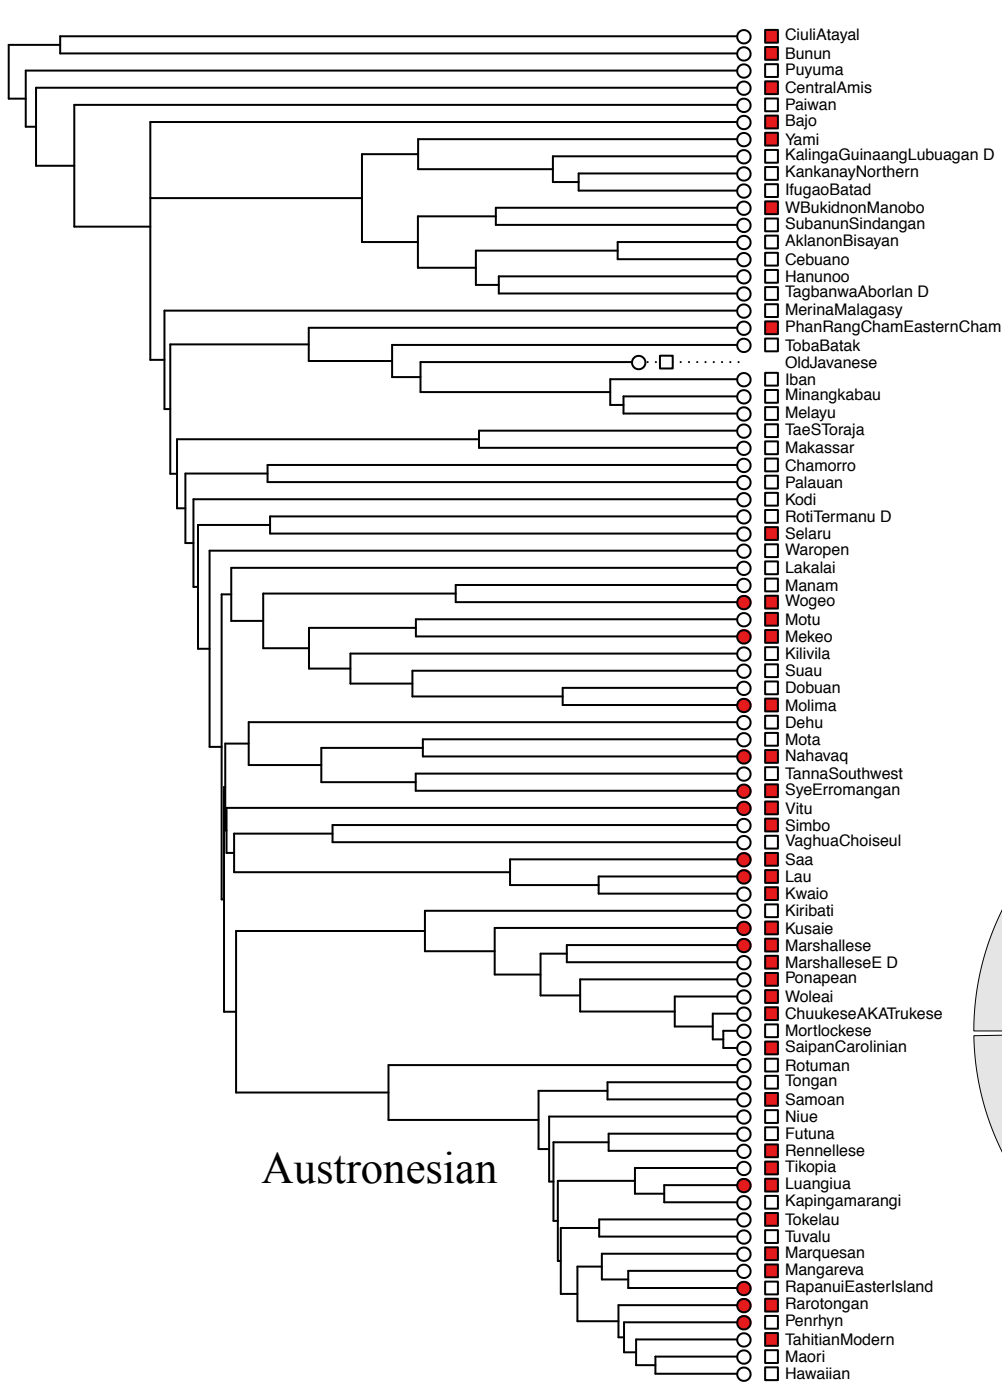 CiuliAtayal
Bunun
Puyuma
CentralAmis
Paiwan
Bajo
Yami
KalingaGuinaangLubuagan D
KankanayNorthern
IfugaoBatad
WBukidnonManobo
SubanunSindangan
AklanonBisayan
Cebuano
Hanunoo
TagbanwaAborlan D
MerinaMalagasy
PhanRangChamEasternCham
TobaBatak
OldJavanese
Iban
Minangkabau
Melayu
TaeSToraja
Makassar
Chamorro
Palauan
Kodi
RotiTermanu D
Selaru
Waropen
Lakalai
Manam
Wogeo
Motu
Mekeo
Kilivila
Suau
Dobuan
Molima
Dehu
Mota
Nahavaq
TannaSouthwest
SyeErromangan
Vitu
Simbo
VaghuaChoiseul
Saa
Lau
Kwaio
Kiribati
Kusaie
Marshallese
MarshalleseE D
Ponapean
Woleai
ChuukeseAKATrukese
Mortlockese
SaipanCarolinian
Rotuman
Tongan
Samoan
Niue
Futuna
Rennellese
Tikopia
Austronesian
Luangiua
Kapingamarangi
Tokelau
Tuvalu
Marquesan
Mangareva
RapanuiEasterIsland
Rarotongan
Penrhyn
TahitianModern
Maori
Hawaiian